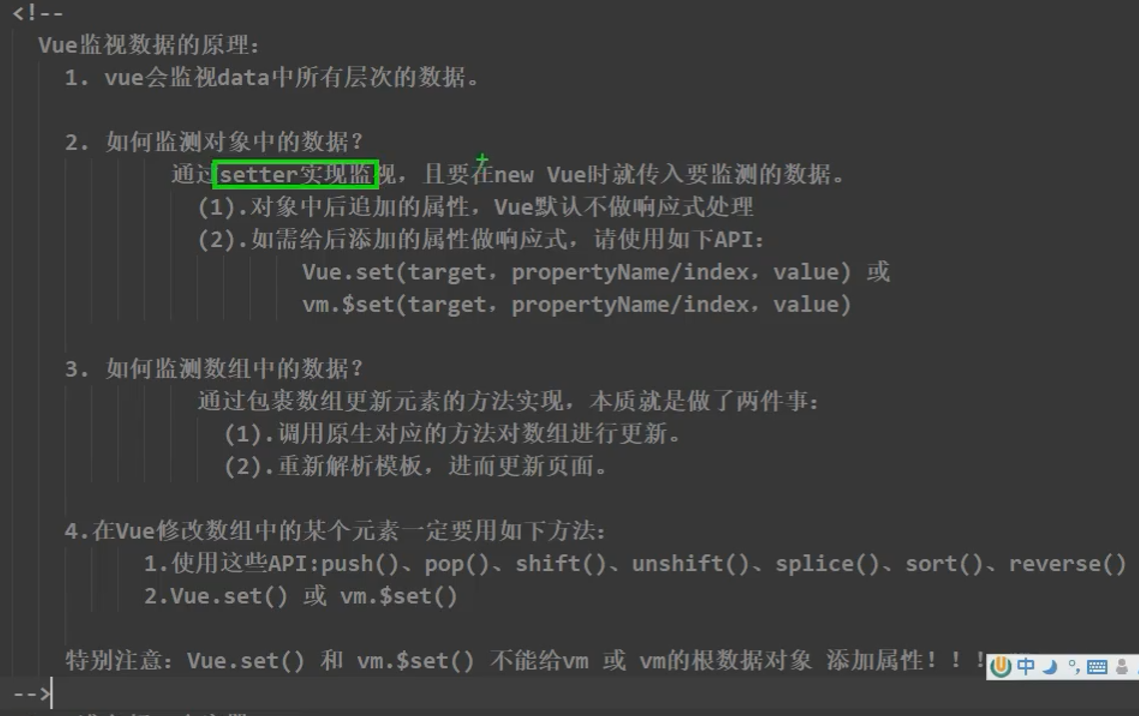 <!--
Vue监视数据的原理:
1. vue会监视data中所有层次的数据。
2. 如何监测对象中的数据?
通过setter实现监视，且要在new Vue时就传入要监测的数据。
(1).对象中后追加的属性，Vue默认不做响应式处理
(2).如需给后添加的属性做响应式，请使用如下API:
Vue.set(target，propertyName/index，value) 或
vm.$set(target，propertyName/index，value)
3. 如何监测数组中的数据?
通过包裹数组更新元素的方法实现，本质就是做了两件事:
(1).调用原生对应的方法对数组进行更新。
(2).重新解析模板，进而更新页面。
4.在Vue修改数组中的某个元素一定要用如下方法:
1.使用这些API:push()、pop()、shift()、unshift()、splice()、sort()、reverse()
2.Vue.set() 或 vm.$set()
特别注意: Vue.set() 和 vm.$set() 不能给vm 或 vm的根数据对象 添加属性!!!
中
-->